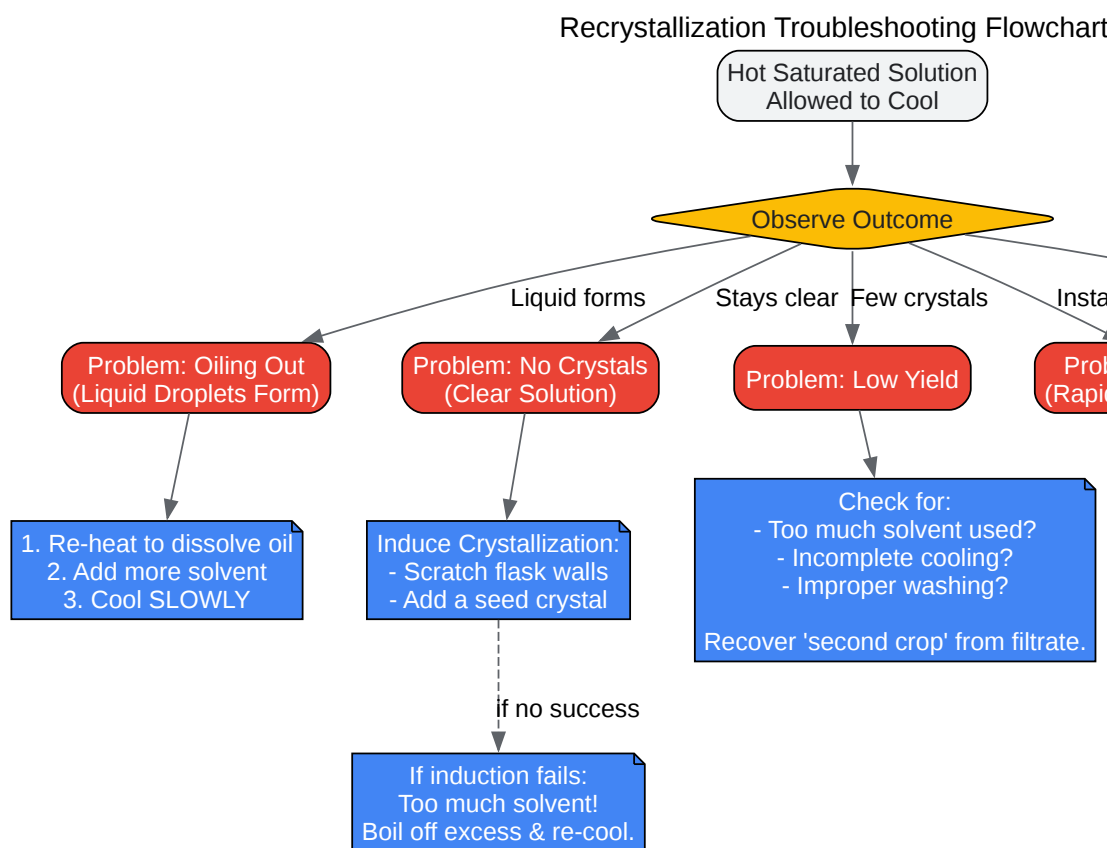 Recrystallization Troubleshooting Flowchart
Hot Saturated Solution
Allowed to Cool
Observe Outcome
Liquid forms
Stays clear
Few crystals
Problem: Oiling Out
(Liquid Droplets Form)
Problem: No Crystals
(Clear Solution)
Problem: Low Yield
1. Re-heat to dissolve oil
2. Add more solvent
3. Cool SLOWLY
Induce Crystallization:
- Scratch flask walls
- Add a seed crystal
Check for:
- Too much solvent used?
- Incomplete cooling?
- Improper washing?
Recover 'second crop' from filtrate.
if no success
If induction fails:
Too much solvent!
Boil off excess & re-cool.